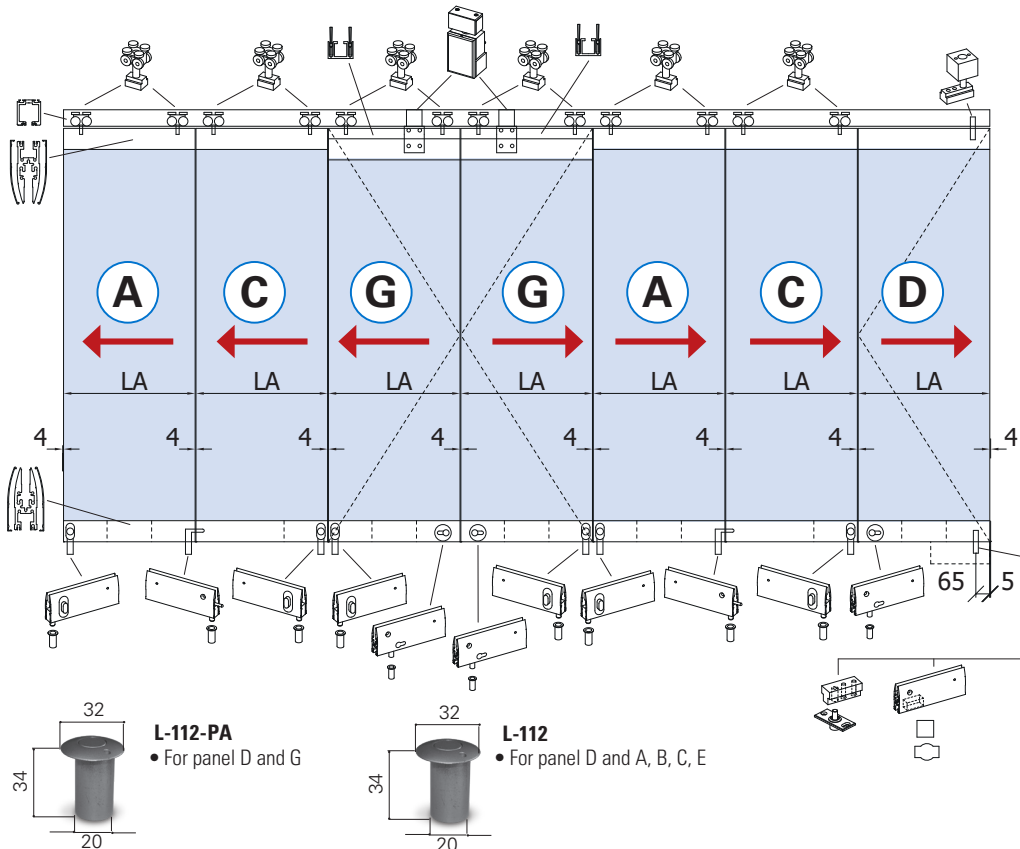 A C G G A C D
LA LA LA LA LA LA LA
4 4 4 4 4 4 4 4
65 5
32 L-112-PA
• For panel D and G
34
20
32 L-112
• For panel D and A, B, C, E
34
20